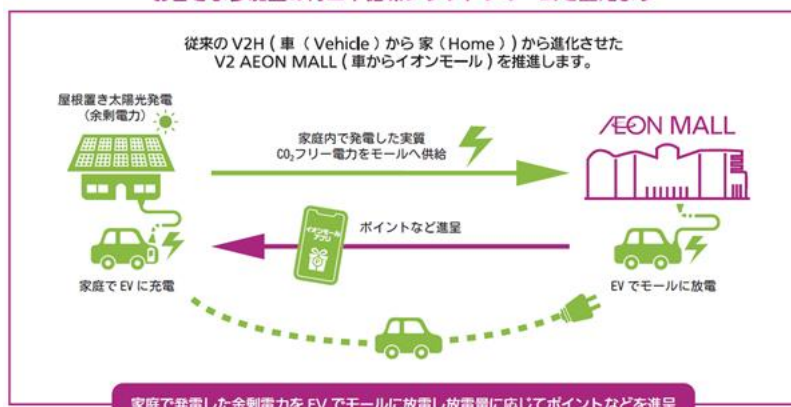 従来の V2H ( 車 ( Vehicle ) から 家 ( Home ) ) から進化させた
V2 AEON MALL ( 車からイオンモール ) を推進します。
屋根置き太陽光発電
(余剰電力)
家庭内で発電した実質
CO₂フリー電力をモールへ供給
ÆON MALL
イオンモール
アプリ
ポイントなど進呈
家庭で EV に充電
EV でモールに放電
家庭で発電した余剰電力を EV でモールに放電し放電量に応じてポイントなどを進呈